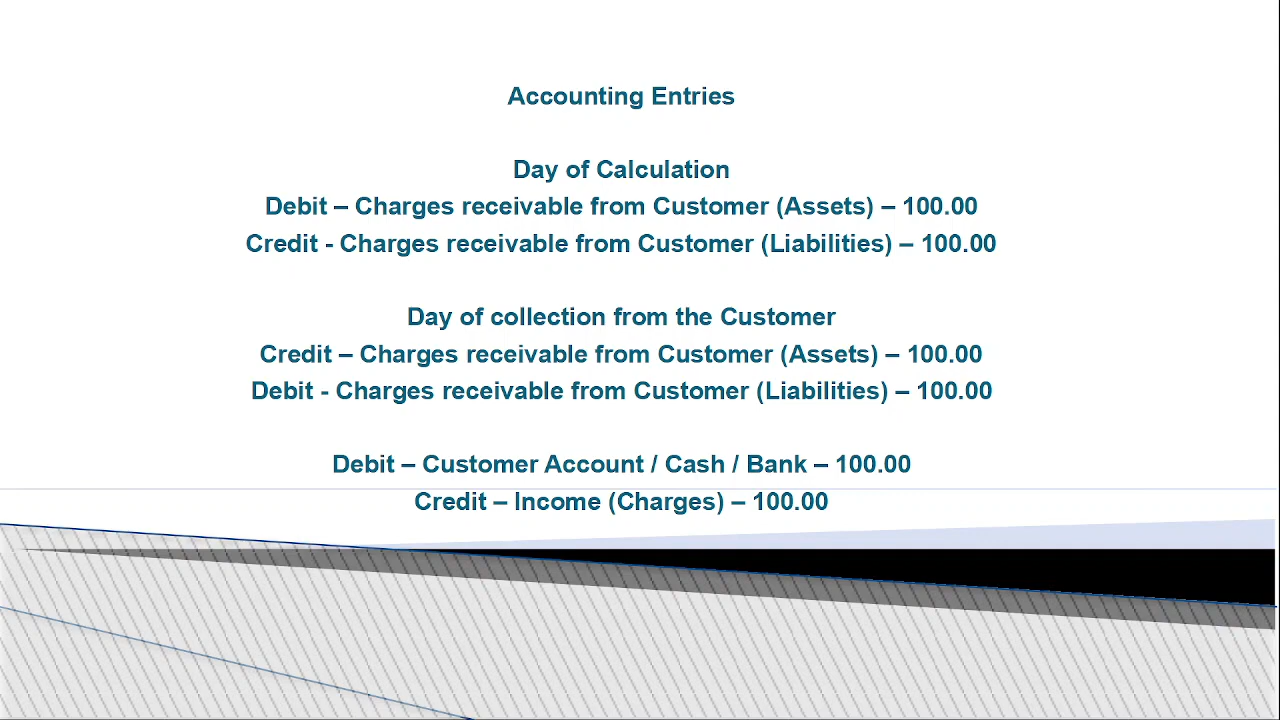 Accounting Entries
Day of Calculation
Debit – Charges receivable from Customer (Assets) – 100.00
Credit - Charges receivable from Customer (Liabilities) – 100.00
Day of collection from the Customer
Credit – Charges receivable from Customer (Assets) – 100.00
Debit - Charges receivable from Customer (Liabilities) – 100.00
Debit – Customer Account / Cash / Bank – 100.00
Credit – Income (Charges) – 100.00